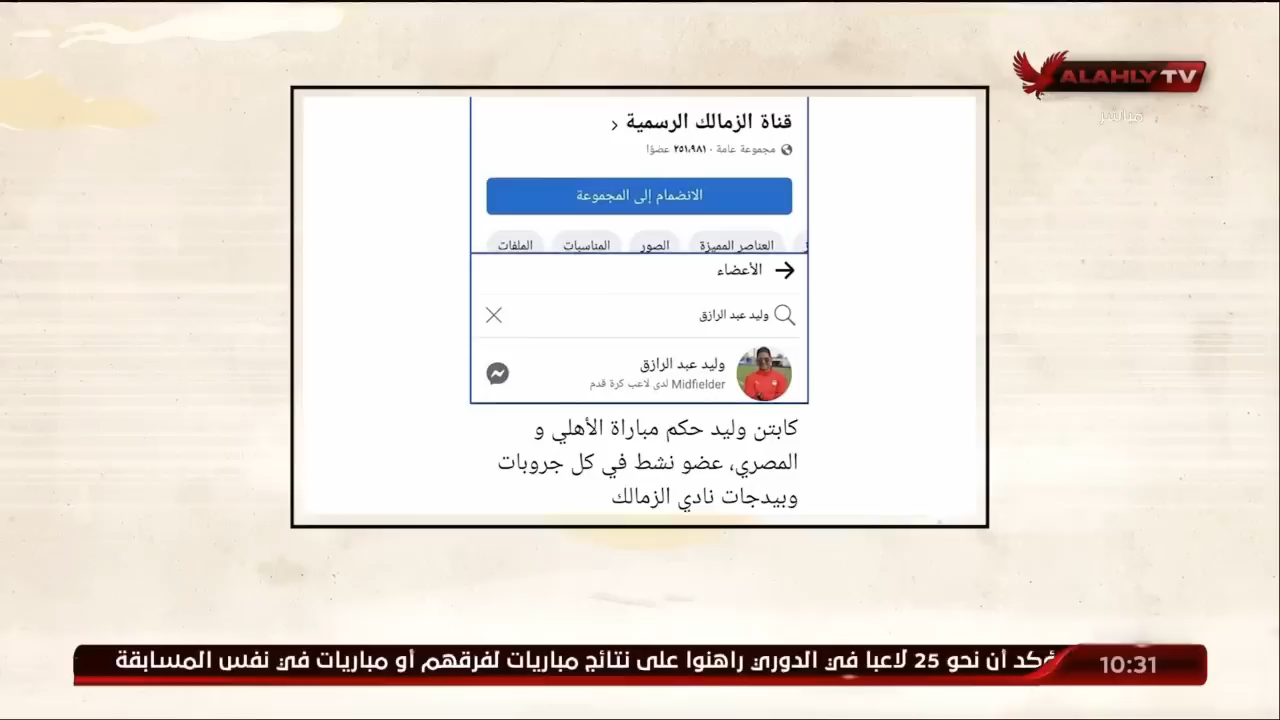 ALAHLY TV
مباشر
قناة الزمالك الرسمية
مجموعة عامة · ٢٥١٬٩٨١ عضوًا
الانضمام إلى المجموعة
العناصر المميزة
الصور
المناسبات
الملفات
الأعضاء
وليد عبد الرازق
وليد عبد الرازق
Midfielder لدى لاعب كرة قدم
كابتن وليد حكم مباراة الأهلي و
المصري، عضو نشط في كل جروبات
وبيدجات نادي الزمالك
أن نحو 25 لاعبا في الدوري راهنوا على نتائج مباريات لفرقهم أو مباريات في نفس المسابقة
10:31